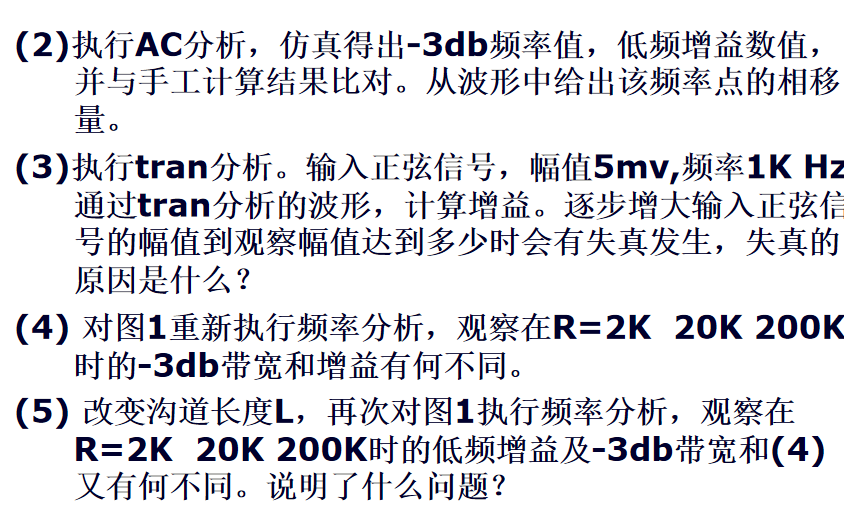 (2)执行AC分析，仿真得出-3db频率值，低频增益数值，
并与手工计算结果比对。从波形中给出该频率点的相移
量。
(3)执行tran分析。输入正弦信号，幅值5mv,频率1K Hz
通过tran分析的波形，计算增益。逐步增大输入正弦信
号的幅值到观察幅值达到多少时会有失真发生，失真的
原因是什么？
(4) 对图1重新执行频率分析，观察在R=2K 20K 200K
时的-3db带宽和增益有何不同。
(5) 改变沟道长度L，再次对图1执行频率分析，观察在
R=2K 20K 200K时的低频增益及-3db带宽和(4)
又有何不同。说明了什么问题？